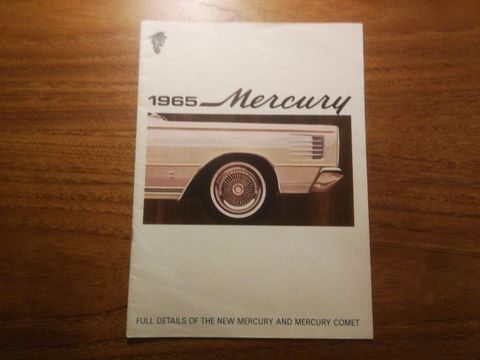 1965 Mercury
FULL DETAILS OF THE NEW MERCURY AND MERCURY COMET